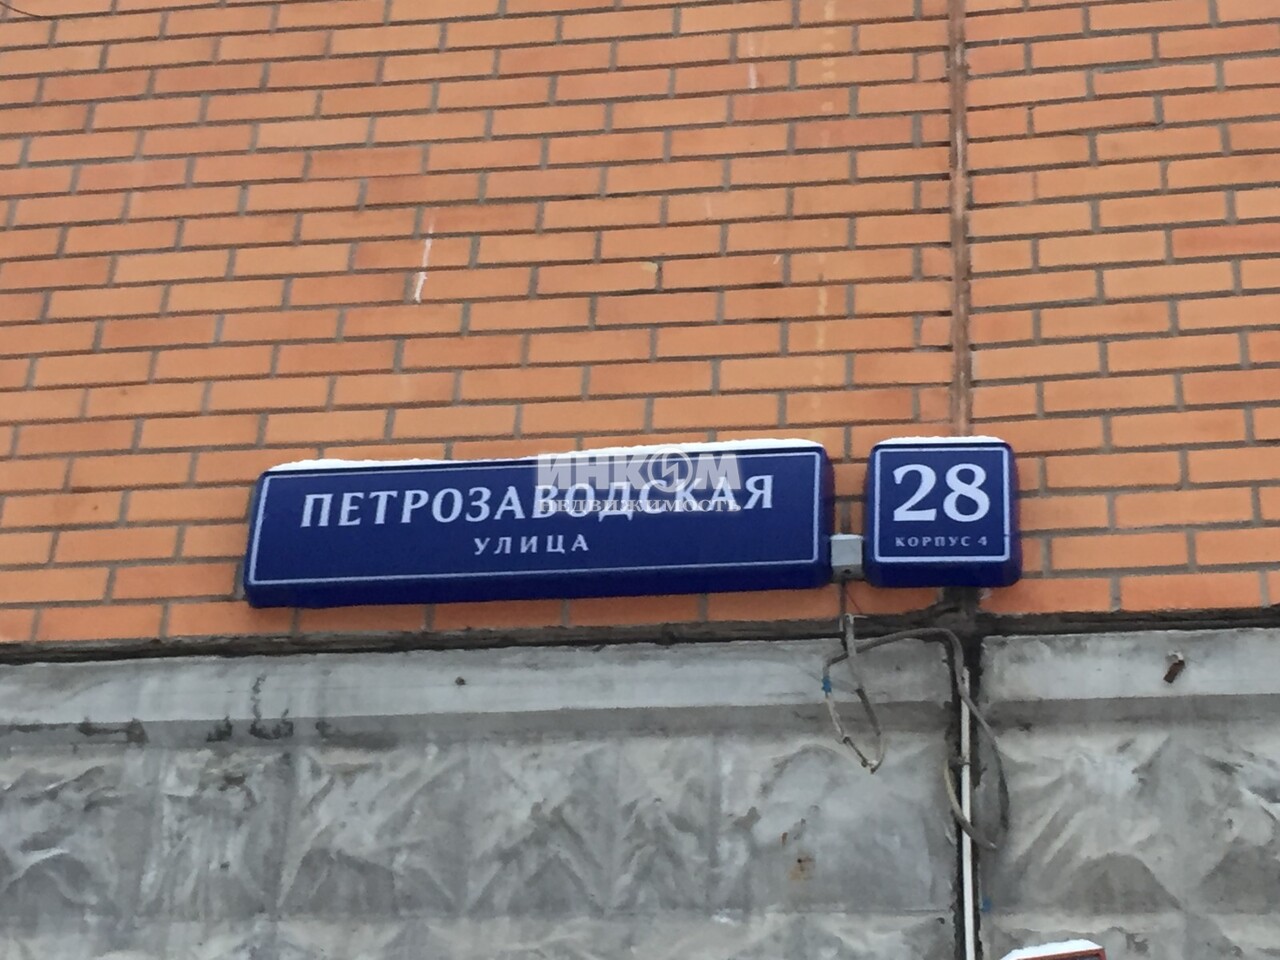 ПЕТРОЗАВОДСКАЯ
УЛИЦА
28
КОРПУС 4
ИНКОМ
НЕДВИЖИМОСТЬ